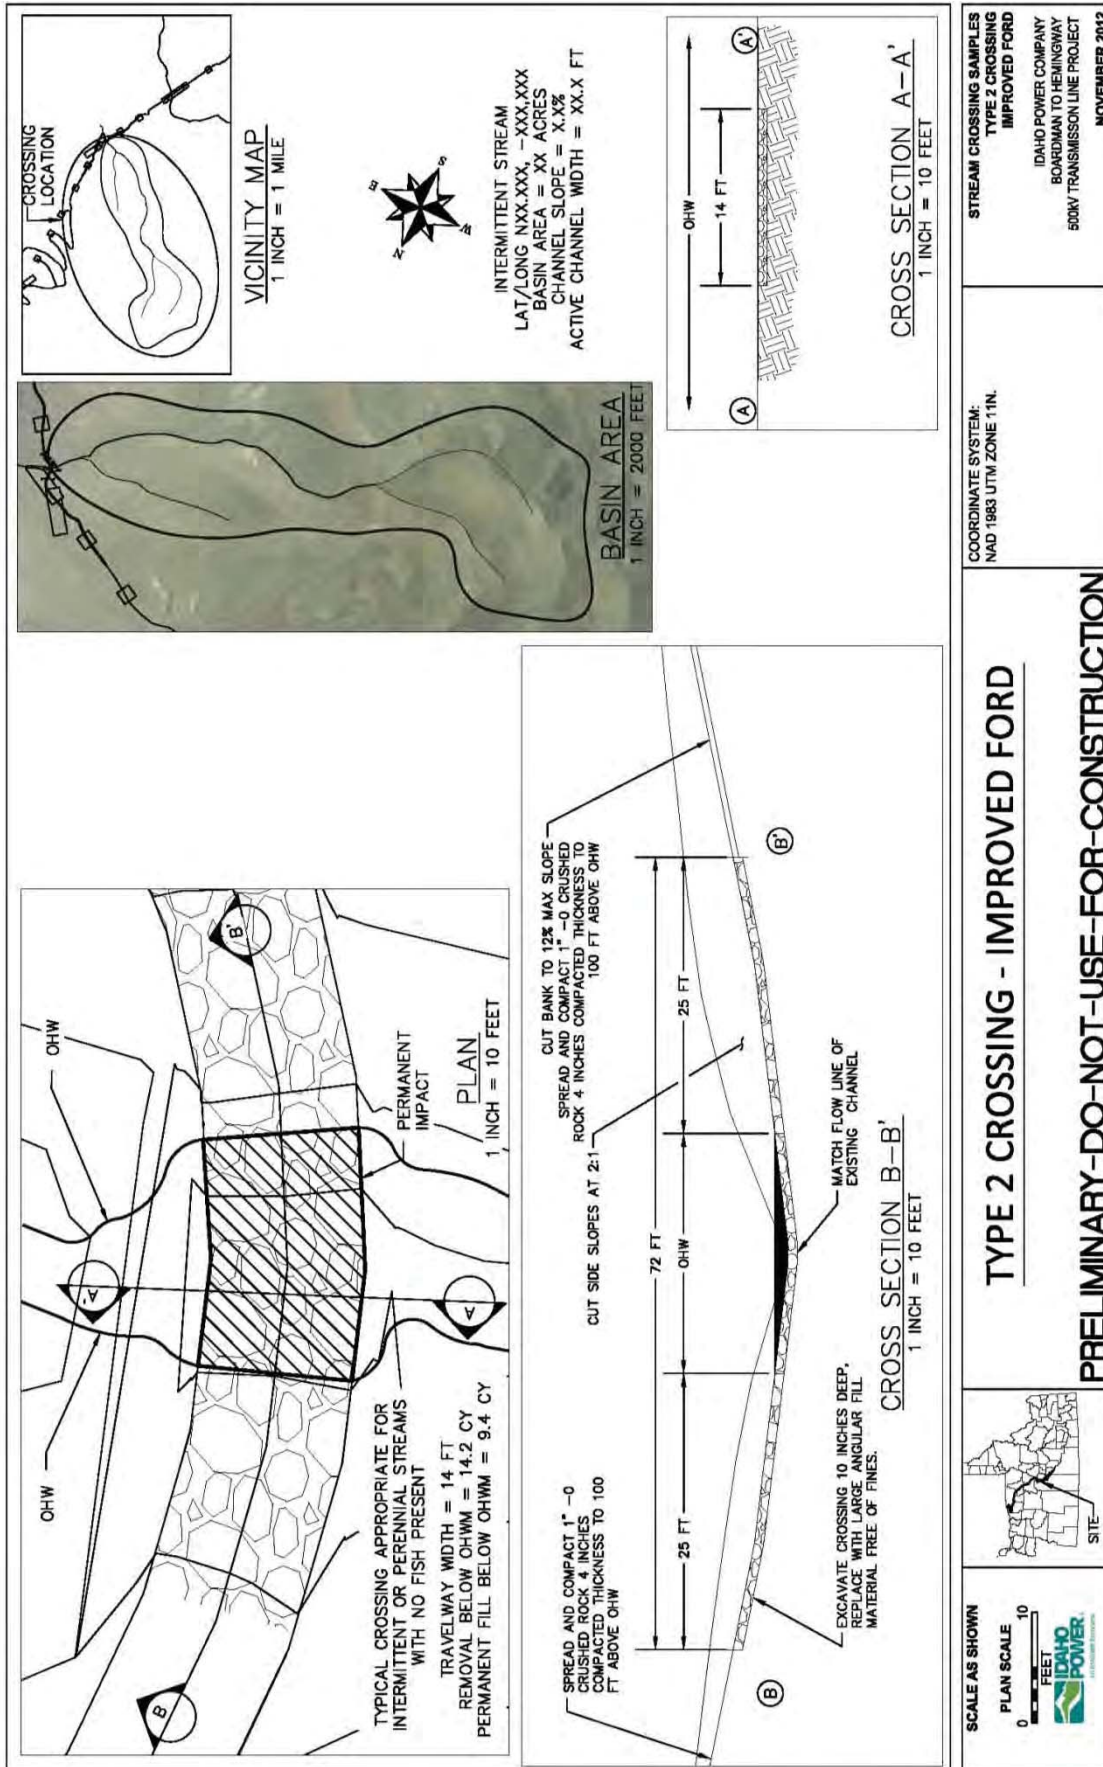 OHW
OHW
B
B'
A'
A
TYPICAL CROSSING APPROPRIATE FOR
INTERMITTENT OR PERENNIAL STREAMS
WITH NO FISH PRESENT
TRAVELWAY WIDTH = 14 FT
REMOVAL BELOW OHWM = 14.2 CY
PERMANENT FILL BELOW OHWM = 9.4 CY
PERMANENT
IMPACT
PLAN
1 INCH = 10 FEET
BASIN AREA
1 INCH = 2000 FEET
CROSSING
LOCATION
VICINITY MAP
1 INCH = 1 MILE
N
E
S
W
INTERMITTENT STREAM
LAT/LONG NXX.XXX, -XXX,XXX
BASIN AREA = XX ACRES
CHANNEL SLOPE = X.X%
ACTIVE CHANNEL WIDTH = XX.X FT
SPREAD AND COMPACT 1" -0
CRUSHED ROCK 4 INCHES
COMPACTED THICKNESS TO 100
FT ABOVE OHW
CUT SIDE SLOPES AT 2:1
CUT BANK TO 12% MAX SLOPE
SPREAD AND COMPACT 1" -0 CRUSHED
ROCK 4 INCHES COMPACTED THICKNESS TO
100 FT ABOVE OHW
72 FT
25 FT
OHW
25 FT
B
B'
EXCAVATE CROSSING 10 INCHES DEEP,
REPLACE WITH LARGE ANGULAR FILL
MATERIAL FREE OF FINES.
MATCH FLOW LINE OF
EXISTING CHANNEL
CROSS SECTION B-B'
1 INCH = 10 FEET
OHW
14 FT
A
A'
CROSS SECTION A-A'
1 INCH = 10 FEET
SCALE AS SHOWN
PLAN SCALE
0 10
FEET
IDAHO
POWER
SITE
TYPE 2 CROSSING - IMPROVED FORD
PRELIMINARY-DO-NOT-USE-FOR-CONSTRUCTION
COORDINATE SYSTEM:
NAD 1983 UTM ZONE 11N.
STREAM CROSSING SAMPLES
TYPE 2 CROSSING
IMPROVED FORD
IDAHO POWER COMPANY
BOARDMAN TO HEMINGWAY
500KV TRANSMISSON LINE PROJECT
NOVEMBER 2012